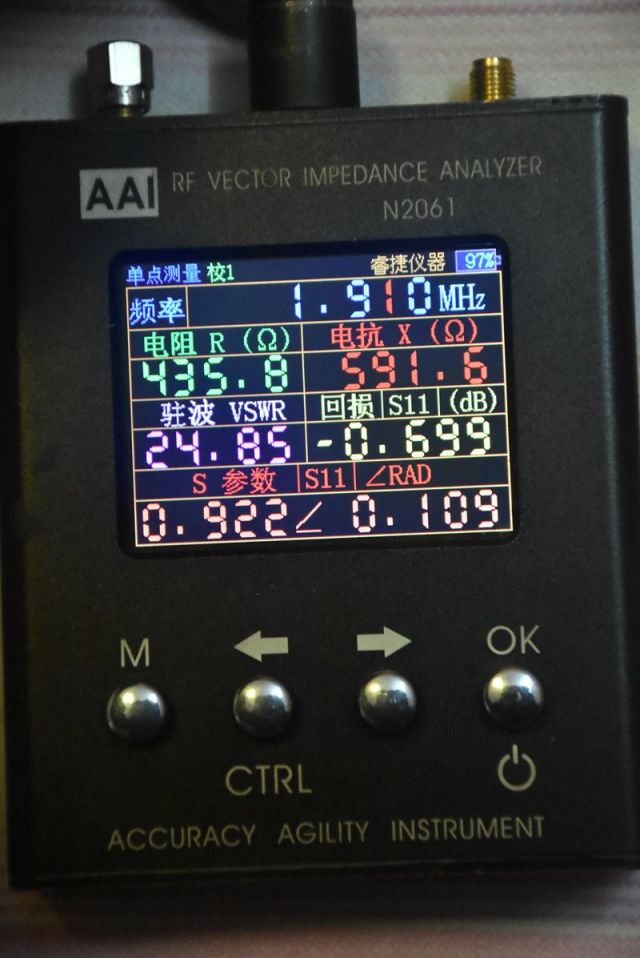 AAI RF VECTOR IMPEDANCE ANALYZER
N2061
单点测量 校1 睿捷仪器 97%
频率 1.910MHz
电阻 R (Ω) 电抗 X (Ω)
435.8 591.6
驻波 VSWR 回损|S11|(dB)
24.85 -0.699
S 参数 |S11|∠RAD
0.922∠ 0.109
M OK
CTRL
ACCURACY AGILITY INSTRUMENT